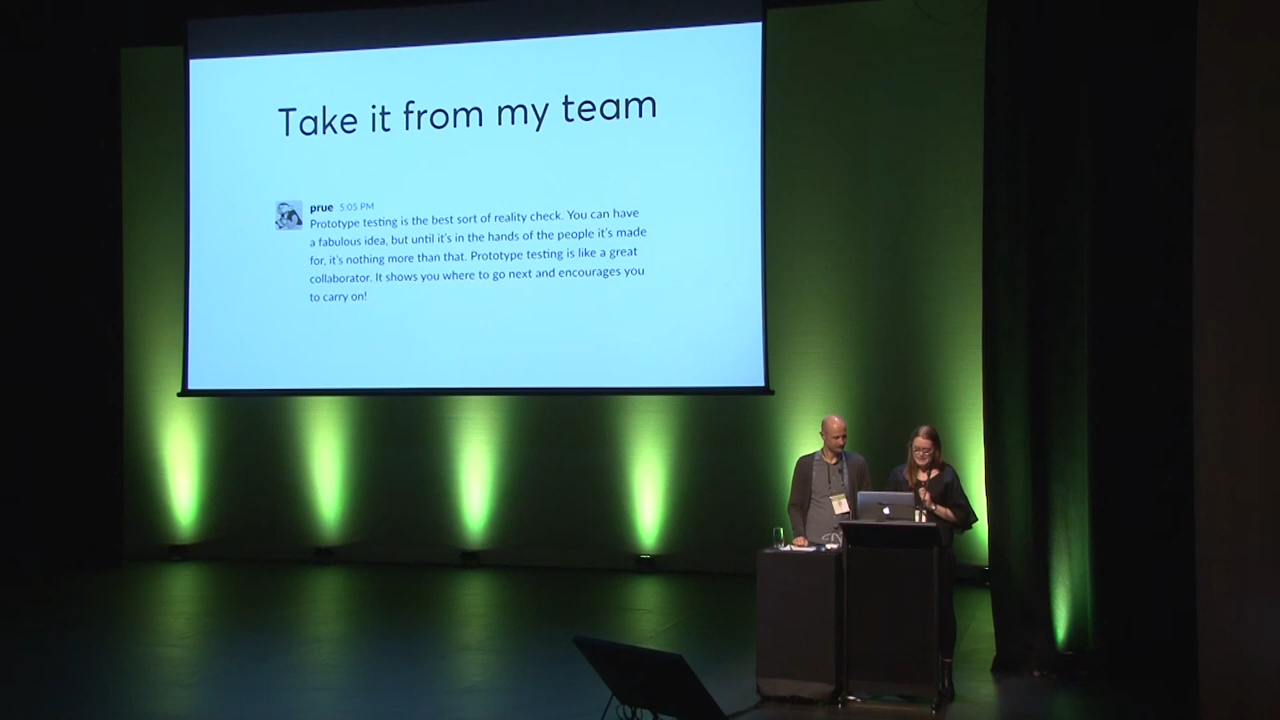 Take it from my team
prue 5:05 PM
Prototype testing is the best sort of reality check. You can have
a fabulous idea, but until it's in the hands of the people it's made
for, it's nothing more than that. Prototype testing is like a great
collaborator. It shows you where to go next and encourages you
to carry on!